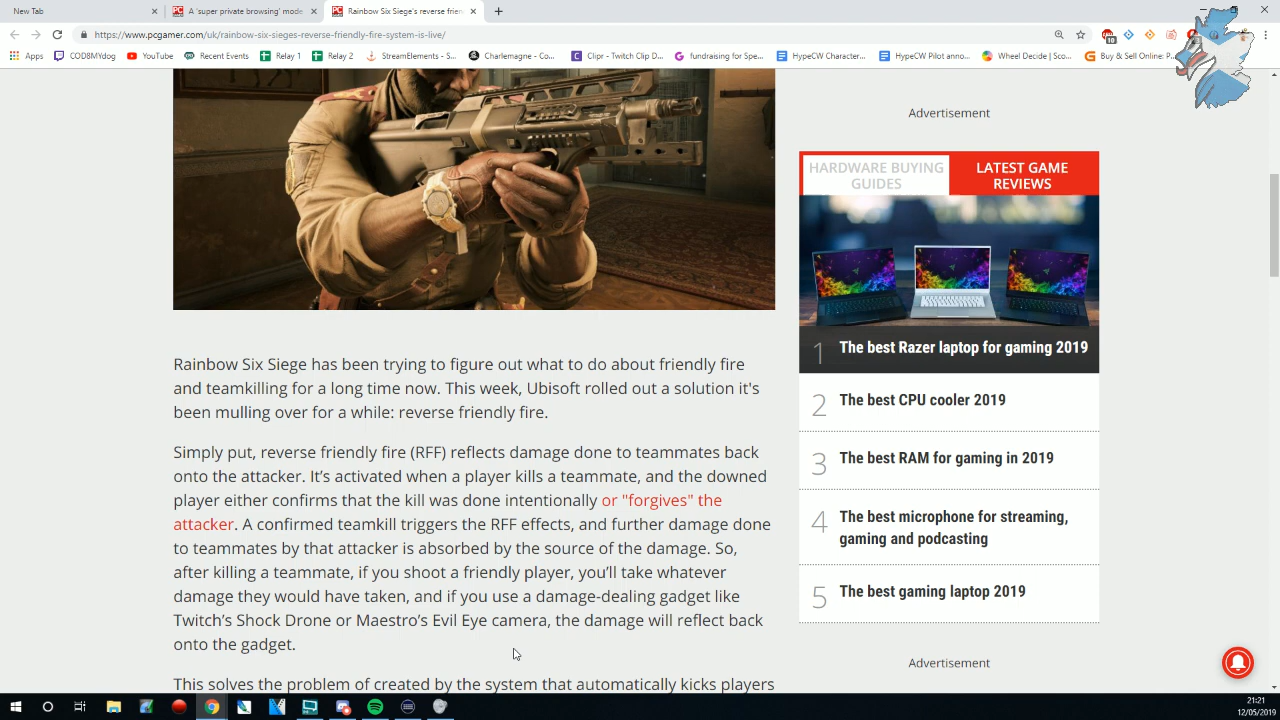 New Tab
A 'super private browsing' mode
Rainbow Six Siege's reverse frien
https://www.pcgamer.com/uk/rainbow-six-sieges-reverse-friendly-fire-system-is-live/
Apps
COD8MYdog
YouTube
Recent Events
Relay 1
Relay 2
StreamElements - S...
Charlemagne - Co...
Clipr - Twitch Clip D...
fundraising for Spe...
HypeCW Character...
HypeCW Pilot anno...
Wheel Decide | Sco...
Buy & Sell Online: P...
Advertisement
HARDWARE BUYING
GUIDES
LATEST GAME
REVIEWS
1 The best Razer laptop for gaming 2019
2 The best CPU cooler 2019
3 The best RAM for gaming in 2019
4 The best microphone for streaming,
gaming and podcasting
5 The best gaming laptop 2019
Advertisement
Rainbow Six Siege has been trying to figure out what to do about friendly fire
and teamkilling for a long time now. This week, Ubisoft rolled out a solution it's
been mulling over for a while: reverse friendly fire.
Simply put, reverse friendly fire (RFF) reflects damage done to teammates back
onto the attacker. It's activated when a player kills a teammate, and the downed
player either confirms that the kill was done intentionally or "forgives" the
attacker. A confirmed teamkill triggers the RFF effects, and further damage done
to teammates by that attacker is absorbed by the source of the damage. So,
after killing a teammate, if you shoot a friendly player, you'll take whatever
damage they would have taken, and if you use a damage-dealing gadget like
Twitch's Shock Drone or Maestro's Evil Eye camera, the damage will reflect back
onto the gadget.
This solves the problem of created by the system that automatically kicks players
21:21
12/05/2019